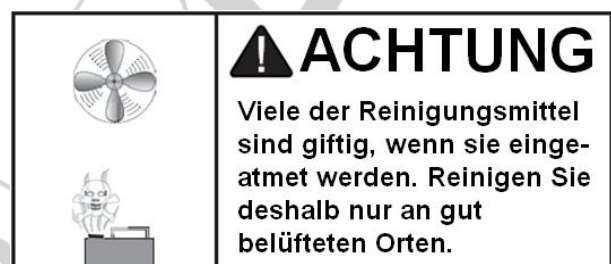 ACHTUNG
Viele der Reinigungsmittel
sind giftig, wenn sie einge-
atmet werden. Reinigen Sie
deshalb nur an gut
belüfteten Orten.